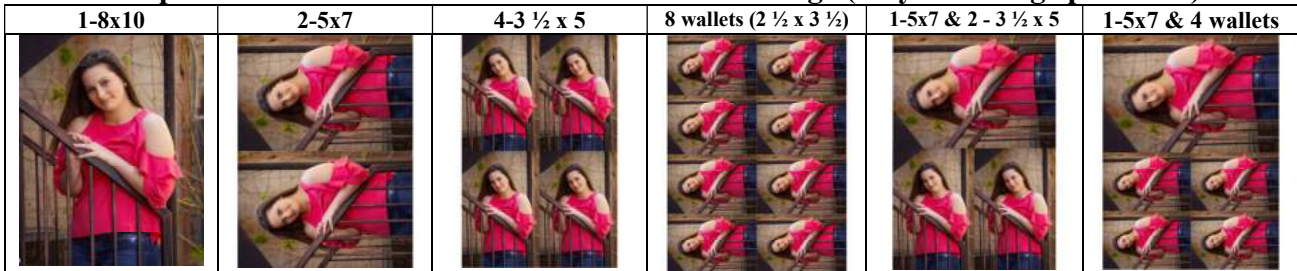 1-8x10
2-5x7
4-3 ½ x 5
8 wallets (2 ½ x 3 ½)
1-5x7 & 2 - 3 ½ x 5
1-5x7 & 4 wallets